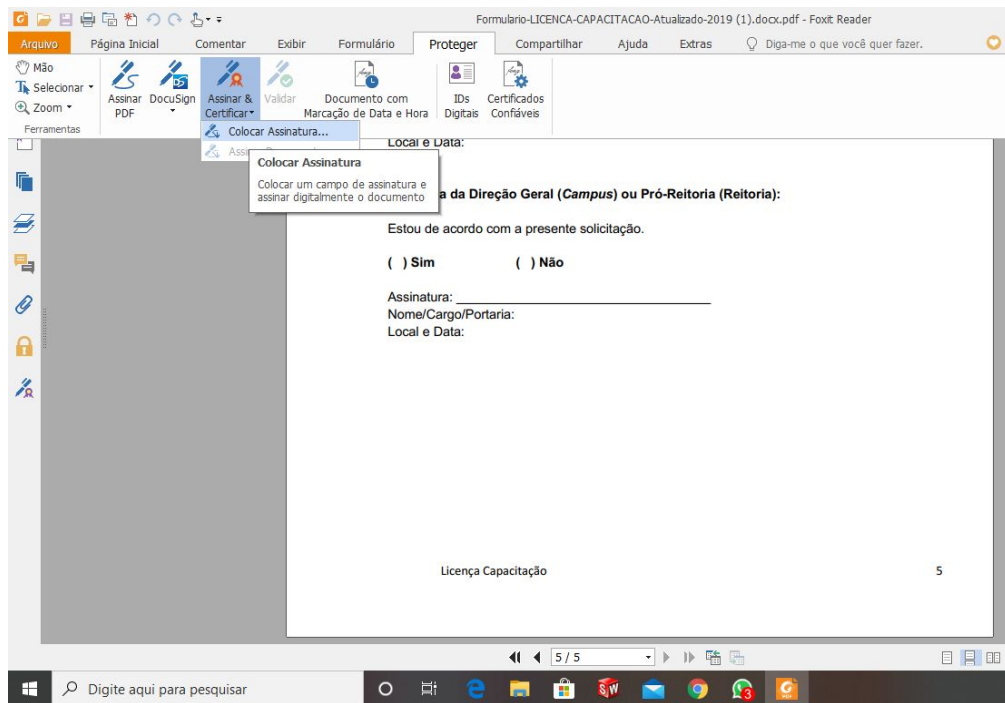 Formulario-LICENCA-CAPACITACAO-Atualizado-2019 (1).docx.pdf - Foxit Reader
Arquivo Página Inicial Comentar Exibir Formulário Proteger Compartilhar Ajuda Extras Diga-me o que você quer fazer.
Mão
Selecionar
Zoom
Ferramentas
Assinar PDF
DocuSign
Assinar & Certificar
Validar
Documento com Marcação de Data e Hora
IDs Digitais
Certificados Confiáveis
Colocar Assinatura...
Assi
Colocar Assinatura
Colocar um campo de assinatura e
assinar digitalmente o documento
Local e Data:
a da Direção Geral (Campus) ou Pró-Reitoria (Reitoria):
Estou de acordo com a presente solicitação.
( ) Sim ( ) Não
Assinatura: ___________________________________
Nome/Cargo/Portaria:
Local e Data:
Licença Capacitação 5
5 / 5
Digite aqui para pesquisar
SW
3